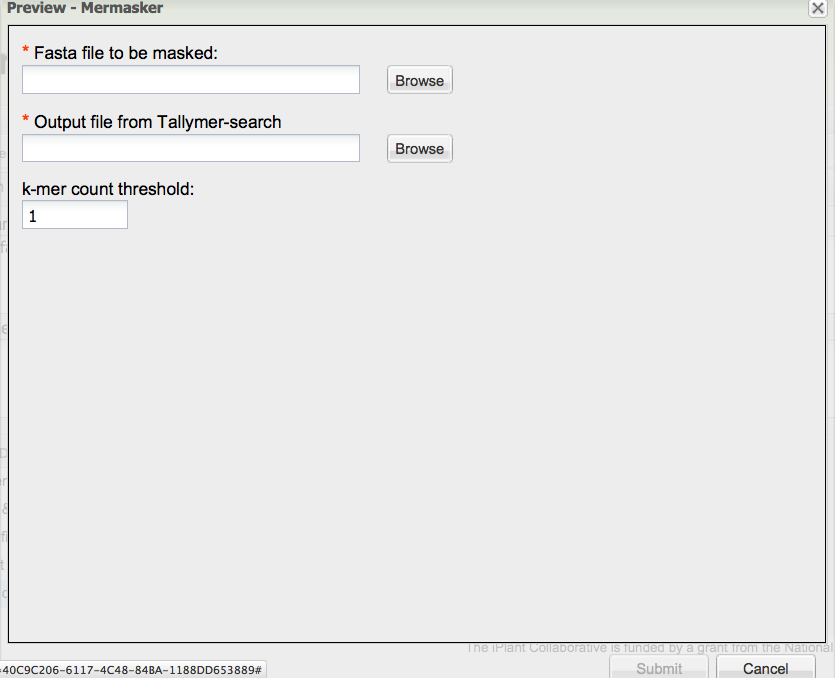 Preview - Mermasker
* Fasta file to be masked:
Browse
* Output file from Tallymer-search
Browse
k-mer count threshold:
1
The iPlant Collaborative is funded by a grant from the National
=40C9C206-6117-4C48-84BA-1188DD653889#
Submit Cancel